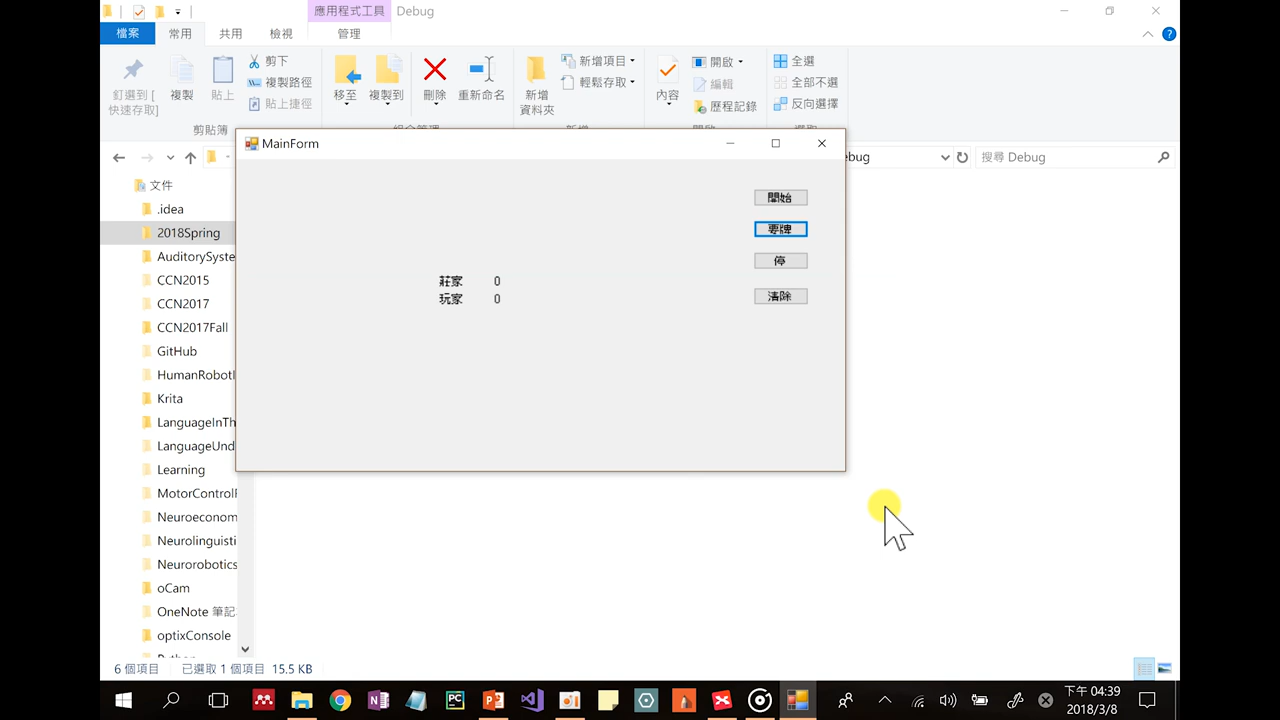 應用程式工具 Debug
檔案 常用 共用 檢視 管理
釘選到 [快速存取]
複製
貼上
剪下
複製路徑
貼上捷徑
移至
複製到
刪除
重新命名
新增資料夾
新增項目
輕鬆存取
內容
開啟
編輯
歷程記錄
全選
全部不選
反向選擇
剪貼簿
搜尋 Debug
MainForm
開始
要牌
停
清除
莊家 0
玩家 0
文件
.idea
2018Spring
AuditorySyste
CCN2015
CCN2017
CCN2017Fall
GitHub
HumanRobotI
Krita
LanguageInTh
LanguageUnd
Learning
MotorControlF
Neuroeconom
Neurolinguisti
Neurorobotics
oCam
OneNote 筆記
optixConsole
6 個項目 已選取 1 個項目 15.5 KB
下午 04:39
2018/3/8